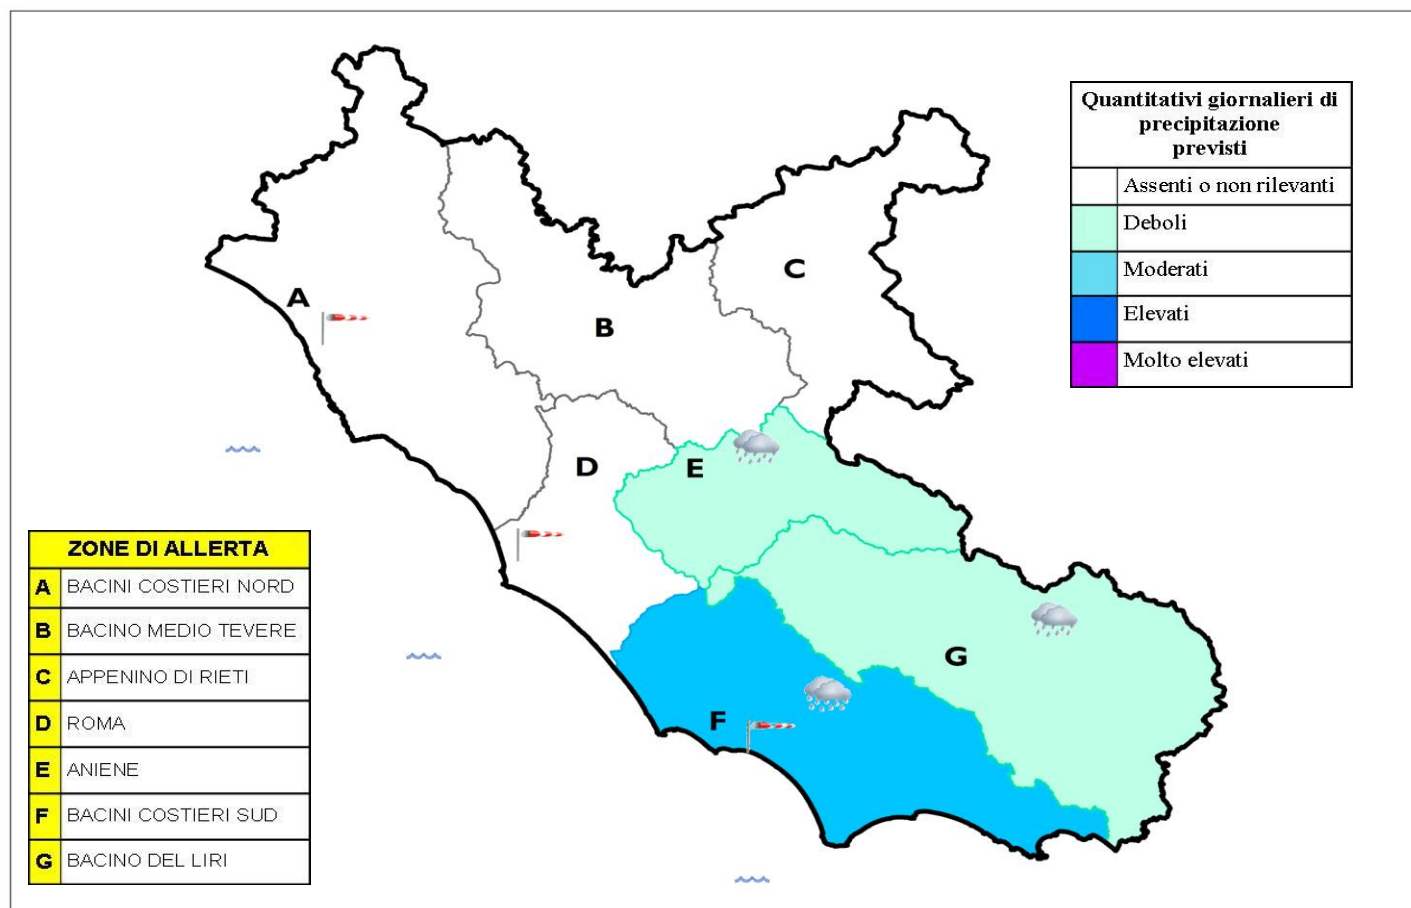 Quantitativi giornalieri di
precipitazione
previsti
Assenti o non rilevanti
Deboli
Moderati
Elevati
Molto elevati
A
B
C
D
E
F
G
ZONE DI ALLERTA
A BACINI COSTIERI NORD
B BACINO MEDIO TEVERE
C APPENINO DI RIETI
D ROMA
E ANIENE
F BACINI COSTIERI SUD
G BACINO DEL LIRI